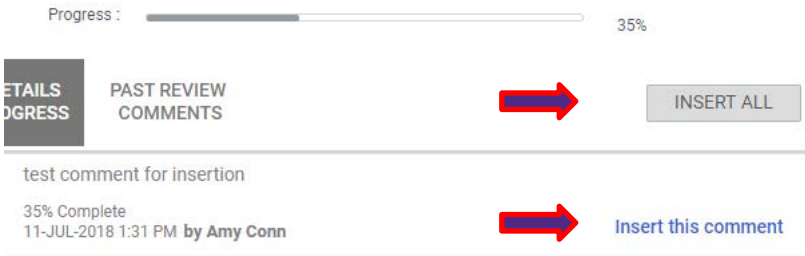 Progress :
35%
ETAILS
OGRESS
PAST REVIEW
COMMENTS
INSERT ALL
test comment for insertion
35% Complete
11-JUL-2018 1:31 PM by Amy Conn
Insert this comment